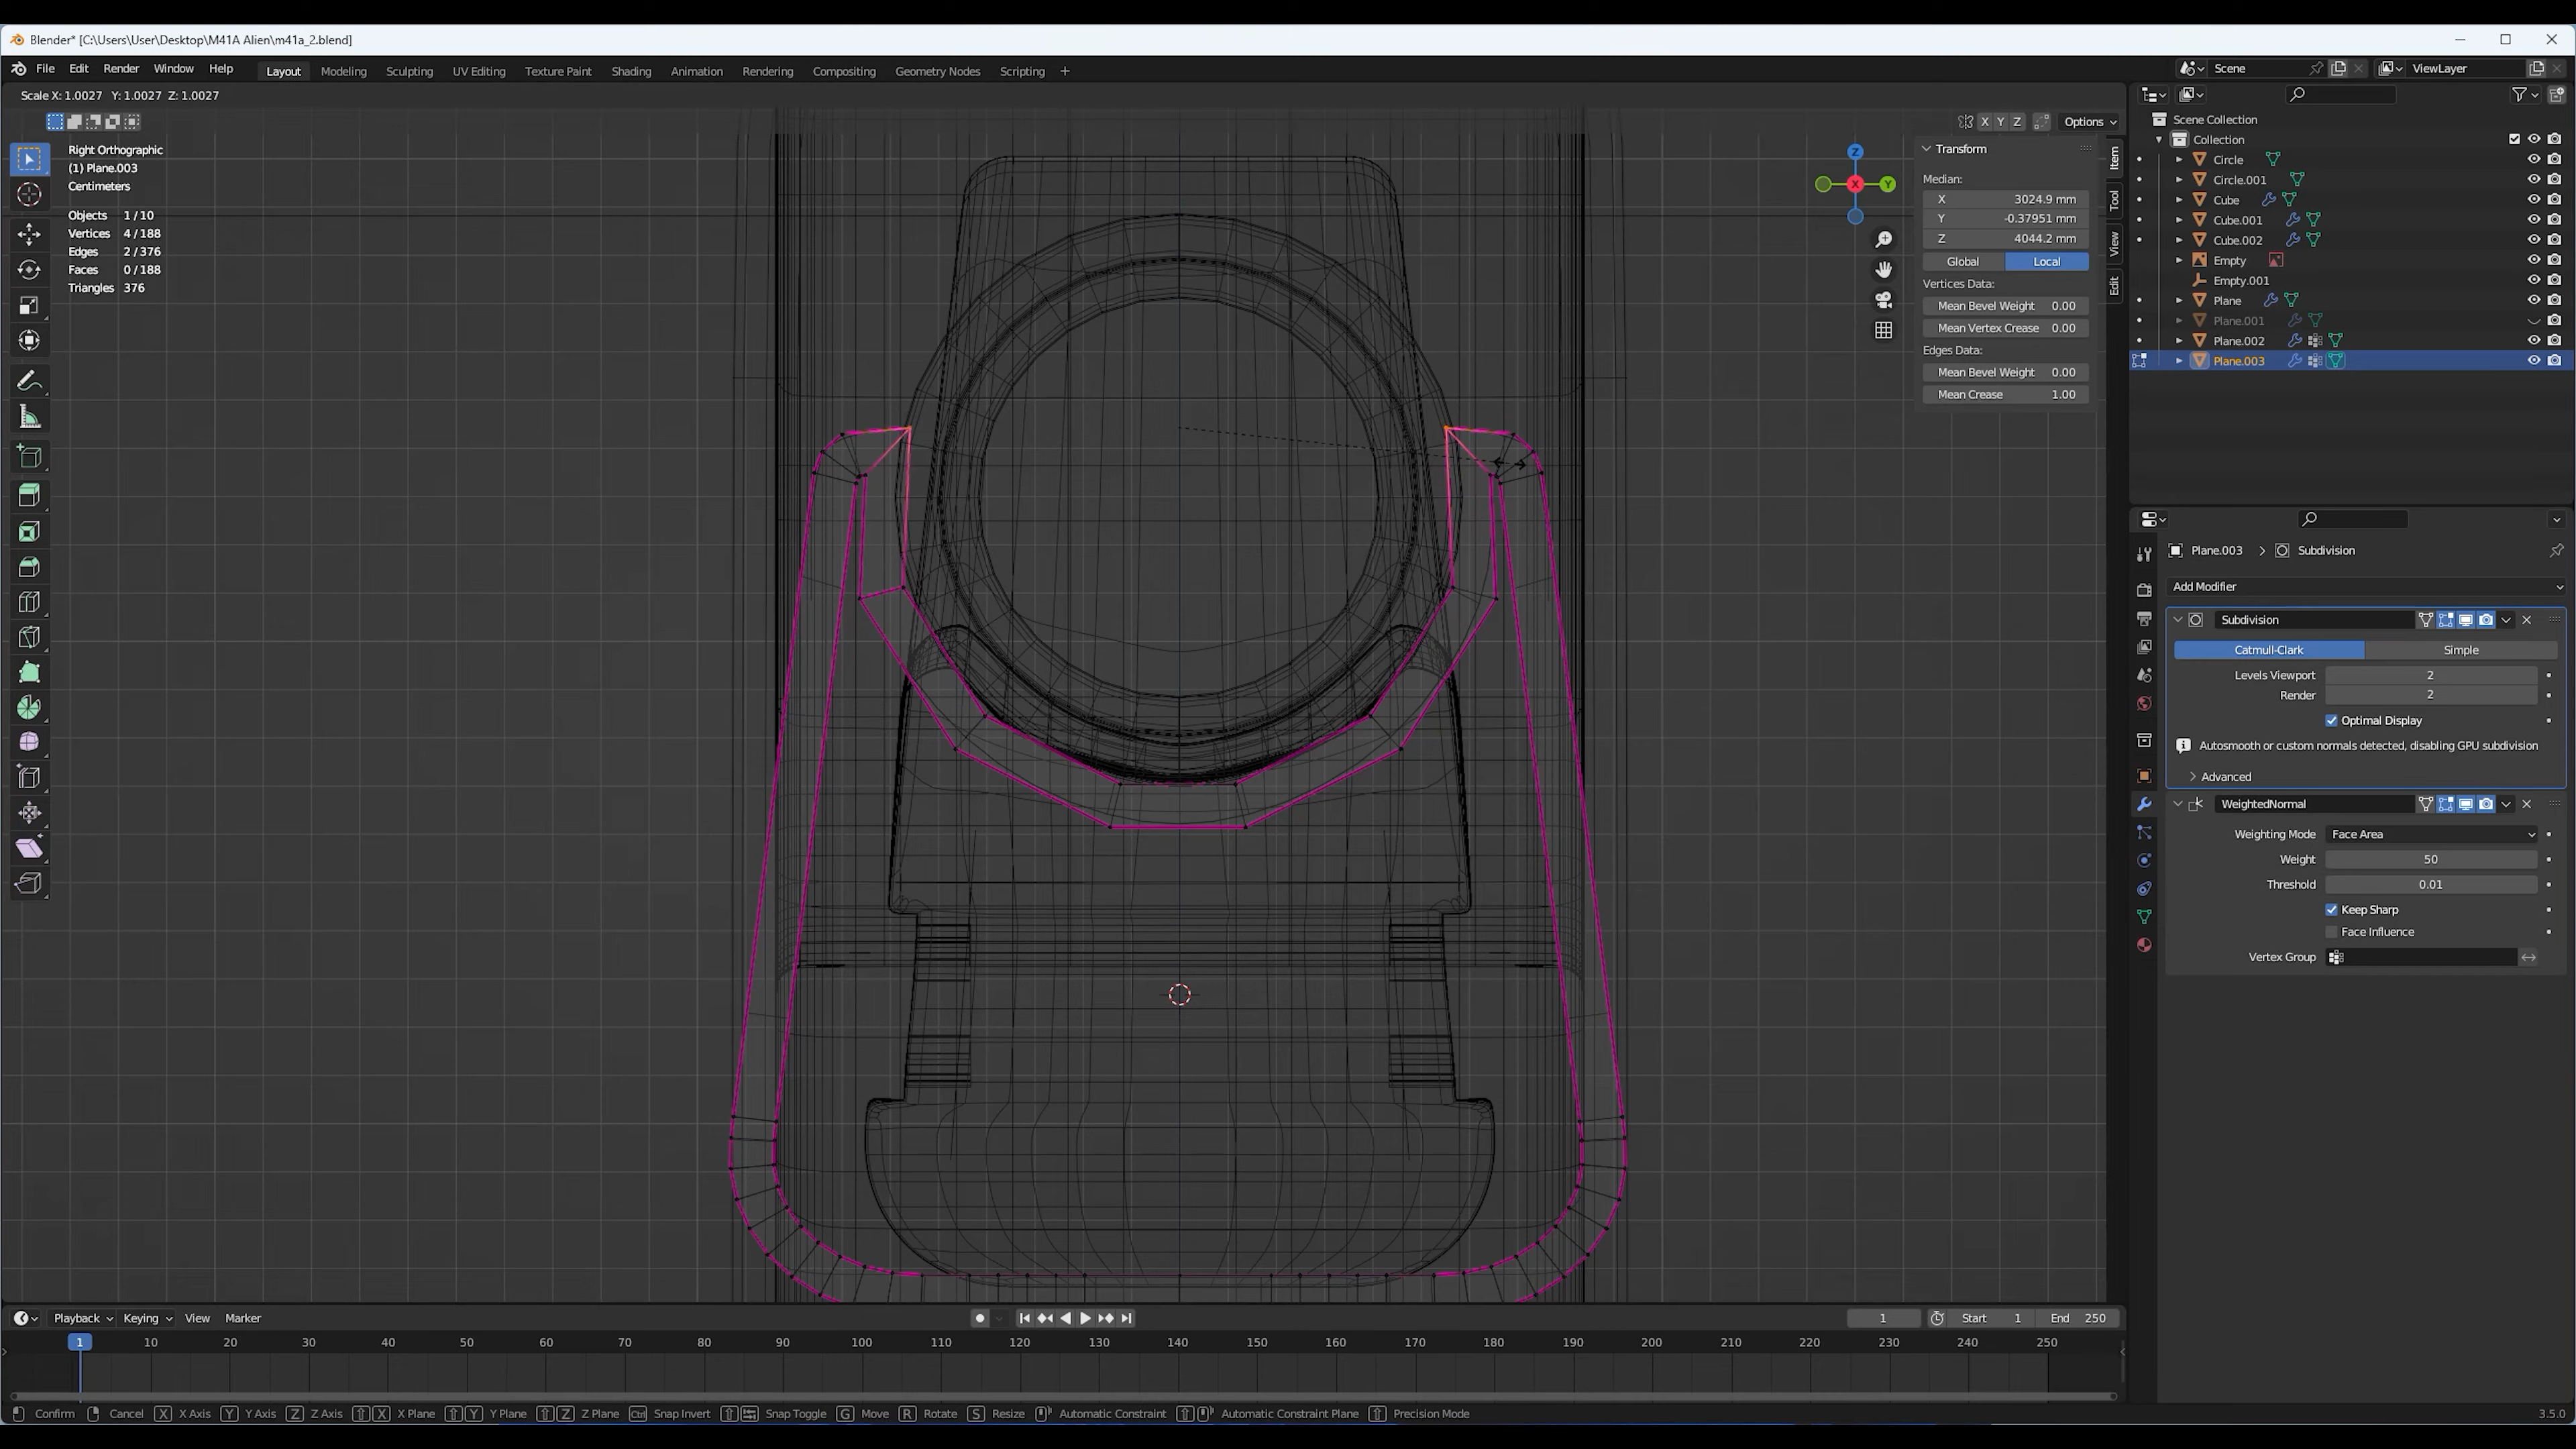 Blender* [C:\Users\User\Desktop\M41A Alien\m41a_2.blend]
File Edit Render Window Help Layout Modeling Sculpting UV Editing Texture Paint Shading Animation Rendering Compositing Geometry Nodes Scripting + Scene ViewLayer
Scale X: 1.0027 Y: 1.0027 Z: 1.0027
X Y Z Options
Right Orthographic
(1) Plane.003
Centimeters
Objects 1 / 10
Vertices 4 / 188
Edges 2 / 376
Faces 0 / 188
Triangles 376
Z
X
Y
Transform
Median:
X 3024.9 mm
Y -0.37951 mm
Z 4044.2 mm
Global Local
Vertices Data:
Mean Bevel Weight 0.00
Mean Vertex Crease 0.00
Edges Data:
Mean Bevel Weight 0.00
Mean Crease 1.00
Item
Tool
View
Edit
Scene Collection
Collection
Circle
Circle.001
Cube
Cube.001
Cube.002
Empty
Empty.001
Plane
Plane.001
Plane.002
Plane.003
Plane.003 > Subdivision
Add Modifier
Subdivision
Catmull-Clark Simple
Levels Viewport 2
Render 2
Optimal Display
Autosmooth or custom normals detected, disabling GPU subdivision
Advanced
WeightedNormal
Weighting Mode Face Area
Weight 50
Threshold 0.01
Keep Sharp
Face Influence
Vertex Group
Playback Keying View Marker 1 Start 1 End 250
1 10 20 30 40 50 60 70 80 90 100 110 120 130 140 150 160 170 180 190 200 210 220 230 240 250
Confirm Cancel X X Axis Y Y Axis Z Z Axis X X Plane Y Y Plane Z Z Plane Ctrl Snap Invert Snap Toggle G Move R Rotate S Resize Automatic Constraint Automatic Constraint Plane Precision Mode 3.5.0